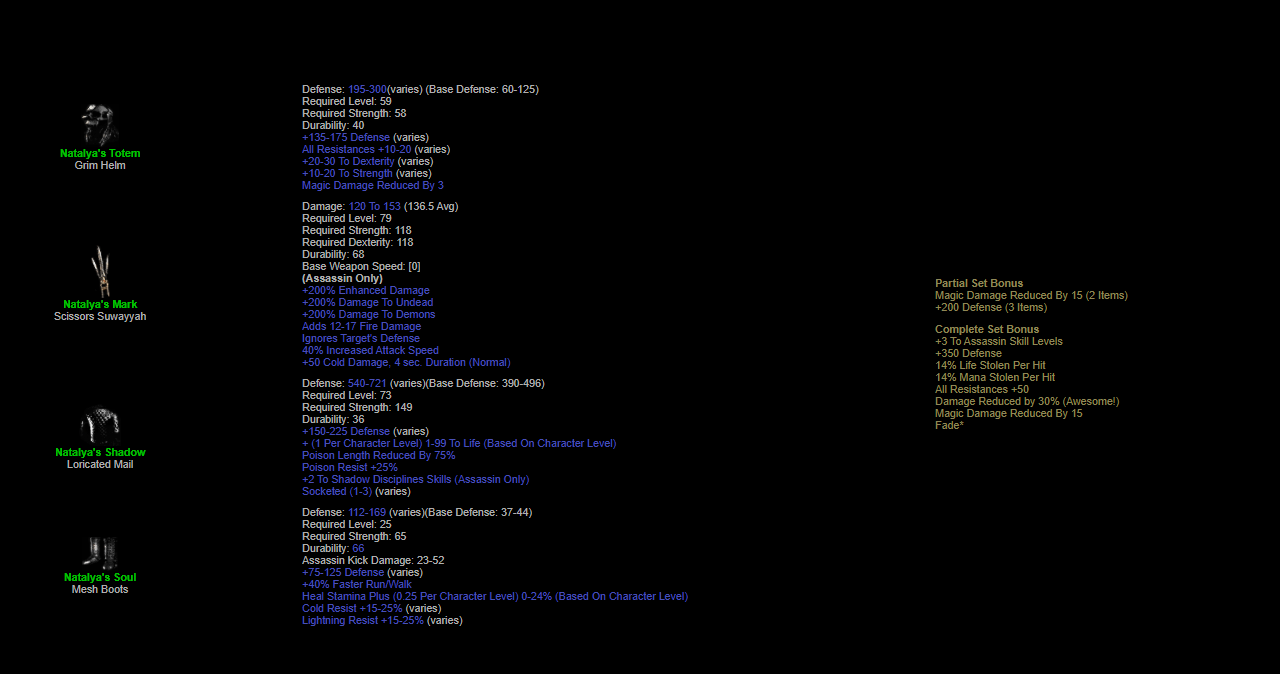 Natalya's Totem
Grim Helm
Defense: 195-300(varies) (Base Defense: 60-125)
Required Level: 59
Required Strength: 58
Durability: 40
+135-175 Defense (varies)
All Resistances +10-20 (varies)
+20-30 To Dexterity (varies)
+10-20 To Strength (varies)
Magic Damage Reduced By 3
Natalya's Mark
Scissors Suwayyah
Damage: 120 To 153 (136.5 Avg)
Required Level: 79
Required Strength: 118
Required Dexterity: 118
Durability: 68
Base Weapon Speed: [0]
(Assassin Only)
+200% Enhanced Damage
+200% Damage To Undead
+200% Damage To Demons
Adds 12-17 Fire Damage
Ignores Target's Defense
40% Increased Attack Speed
+50 Cold Damage, 4 sec. Duration (Normal)
Natalya's Shadow
Loricated Mail
Defense: 540-721 (varies)(Base Defense: 390-496)
Required Level: 73
Required Strength: 149
Durability: 36
+150-225 Defense (varies)
+ (1 Per Character Level) 1-99 To Life (Based On Character Level)
Poison Length Reduced By 75%
Poison Resist +25%
+2 To Shadow Disciplines Skills (Assassin Only)
Socketed (1-3) (varies)
Natalya's Soul
Mesh Boots
Defense: 112-169 (varies)(Base Defense: 37-44)
Required Level: 25
Required Strength: 65
Durability: 66
Assassin Kick Damage: 23-52
+75-125 Defense (varies)
+40% Faster Run/Walk
Heal Stamina Plus (0.25 Per Character Level) 0-24% (Based On Character Level)
Cold Resist +15-25% (varies)
Lightning Resist +15-25% (varies)
Partial Set Bonus
Magic Damage Reduced By 15 (2 Items)
+200 Defense (3 Items)
Complete Set Bonus
+3 To Assassin Skill Levels
+350 Defense
14% Life Stolen Per Hit
14% Mana Stolen Per Hit
All Resistances +50
Damage Reduced by 30% (Awesome!)
Magic Damage Reduced By 15
Fade*